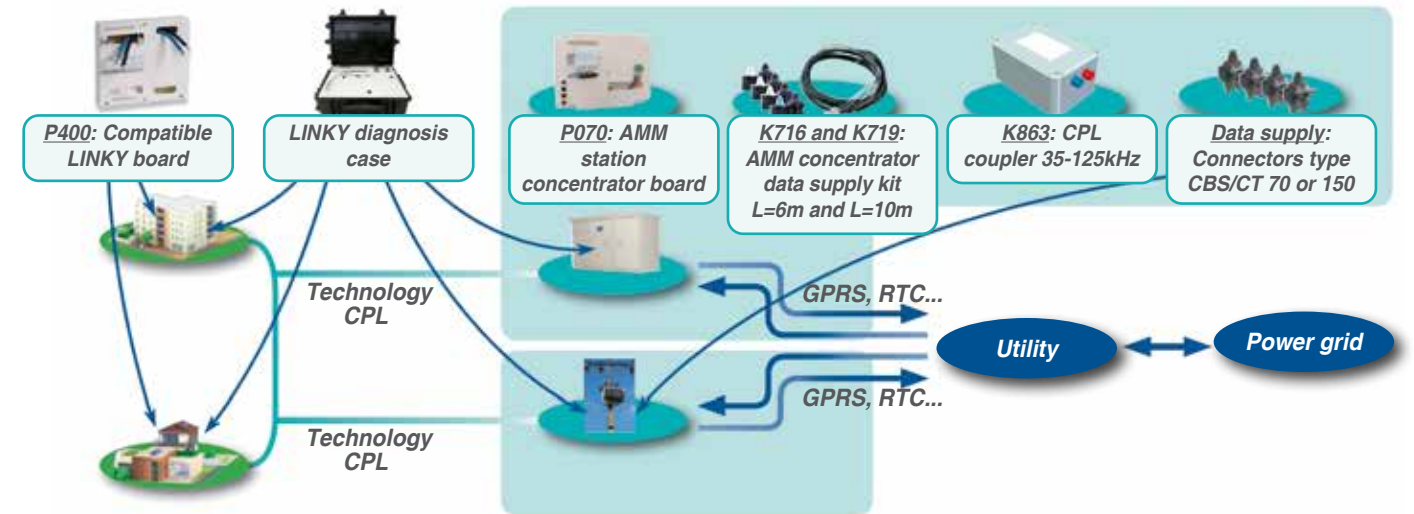 P400: Compatible
LINKY board
LINKY diagnosis
case
P070: AMM
station
concentrator board
K716 and K719:
AMM concentrator
data supply kit
L=6m and L=10m
K863: CPL
coupler 35-125kHz
Data supply:
Connectors type
CBS/CT 70 or 150
Technology
CPL
GPRS, RTC...
Utility
Power grid
GPRS, RTC...
Technology
CPL